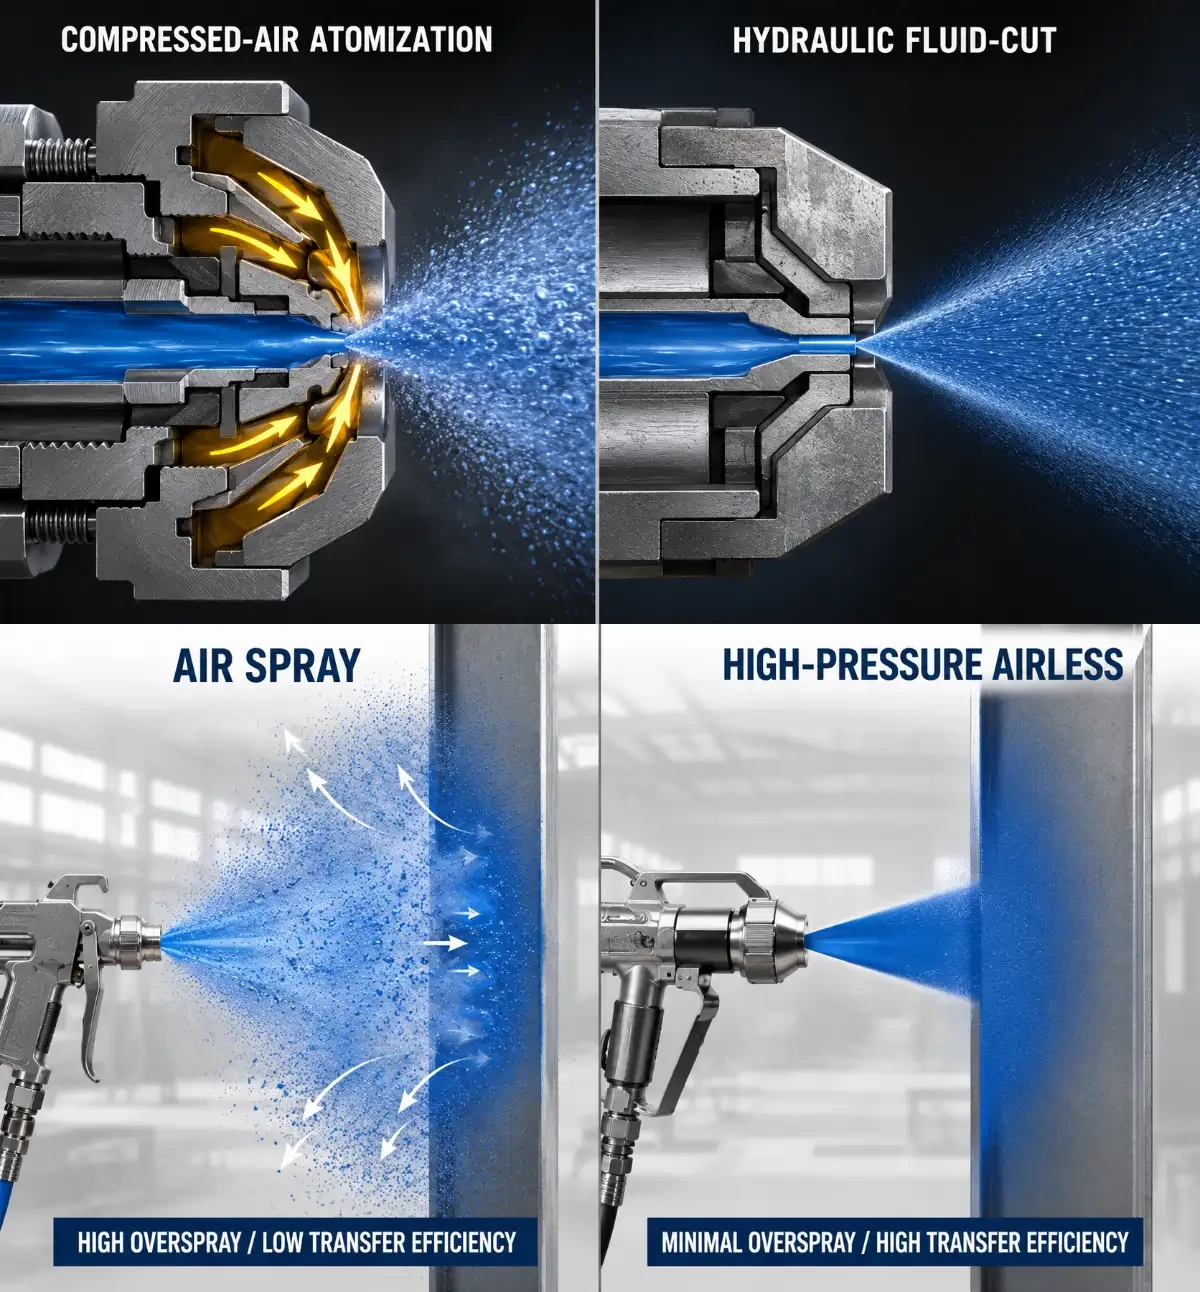 COMPRESSED-AIR ATOMIZATION
HYDRAULIC FLUID-CUT
AIR SPRAY
HIGH-PRESSURE AIRLESS
HIGH OVERSPRAY / LOW TRANSFER EFFICIENCY
MINIMAL OVERSPRAY / HIGH TRANSFER EFFICIENCY